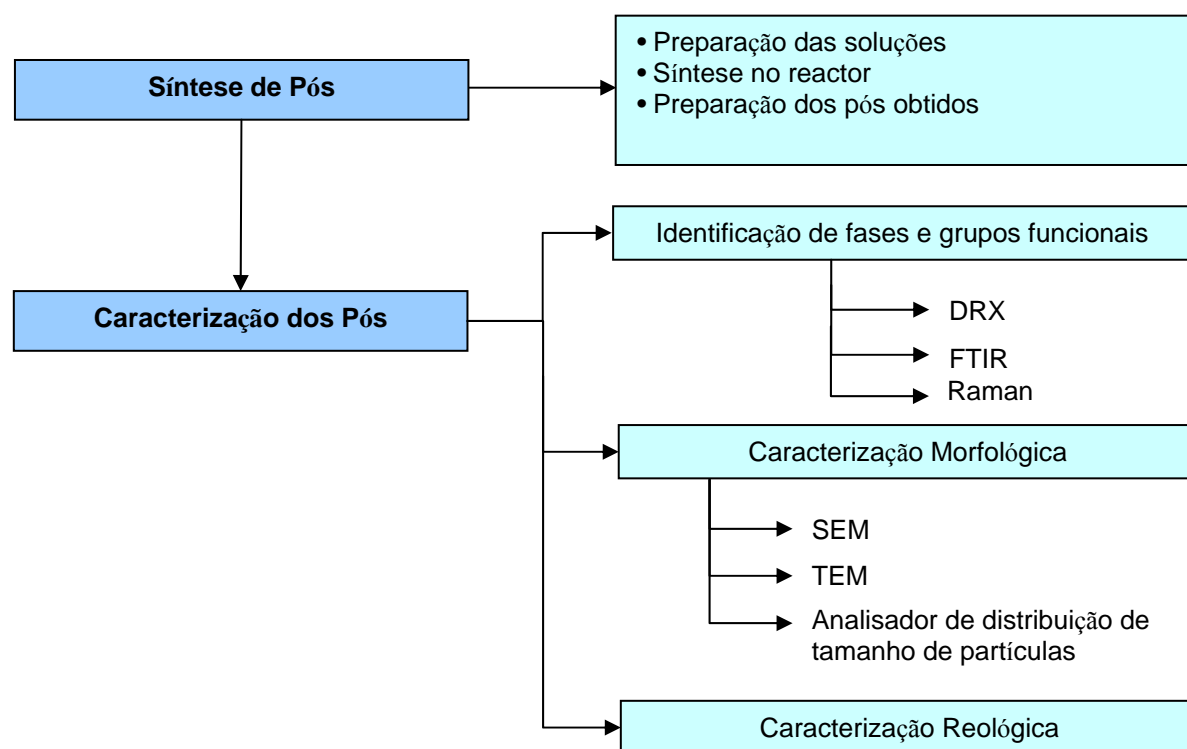 Síntese de Pós
• Preparação das soluções
• Síntese no reactor
• Preparação dos pós obtidos
Identificação de fases e grupos funcionais
Caracterização dos Pós
DRX
FTIR
Raman
Caracterização Morfológica
SEM
TEM
Analisador de distribuição de
tamanho de partículas
Caracterização Reológica